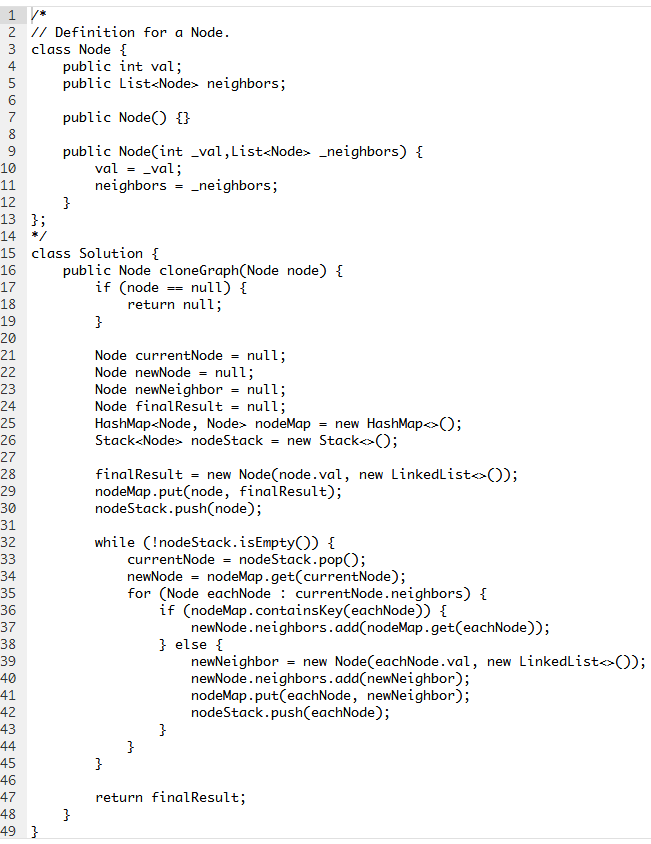 1 /*
2 // Definition for a Node.
3 class Node {
4     public int val;
5     public List<Node> neighbors;
6
7     public Node() {}
8
9     public Node(int _val,List<Node> _neighbors) {
10         val = _val;
11         neighbors = _neighbors;
12     }
13 };
14 */
15 class Solution {
16     public Node cloneGraph(Node node) {
17         if (node == null) {
18             return null;
19         }
20
21         Node currentNode = null;
22         Node newNode = null;
23         Node newNeighbor = null;
24         Node finalResult = null;
25         HashMap<Node, Node> nodeMap = new HashMap<>();
26         Stack<Node> nodeStack = new Stack<>();
27
28         finalResult = new Node(node.val, new LinkedList<>());
29         nodeMap.put(node, finalResult);
30         nodeStack.push(node);
31
32         while (!nodeStack.isEmpty()) {
33             currentNode = nodeStack.pop();
34             newNode = nodeMap.get(currentNode);
35             for (Node eachNode : currentNode.neighbors) {
36                 if (nodeMap.containsKey(eachNode)) {
37                     newNode.neighbors.add(nodeMap.get(eachNode));
38                 } else {
39                     newNeighbor = new Node(eachNode.val, new LinkedList<>());
40                     newNode.neighbors.add(newNeighbor);
41                     nodeMap.put(eachNode, newNeighbor);
42                     nodeStack.push(eachNode);
43                 }
44             }
45         }
46
47         return finalResult;
48     }
49 }